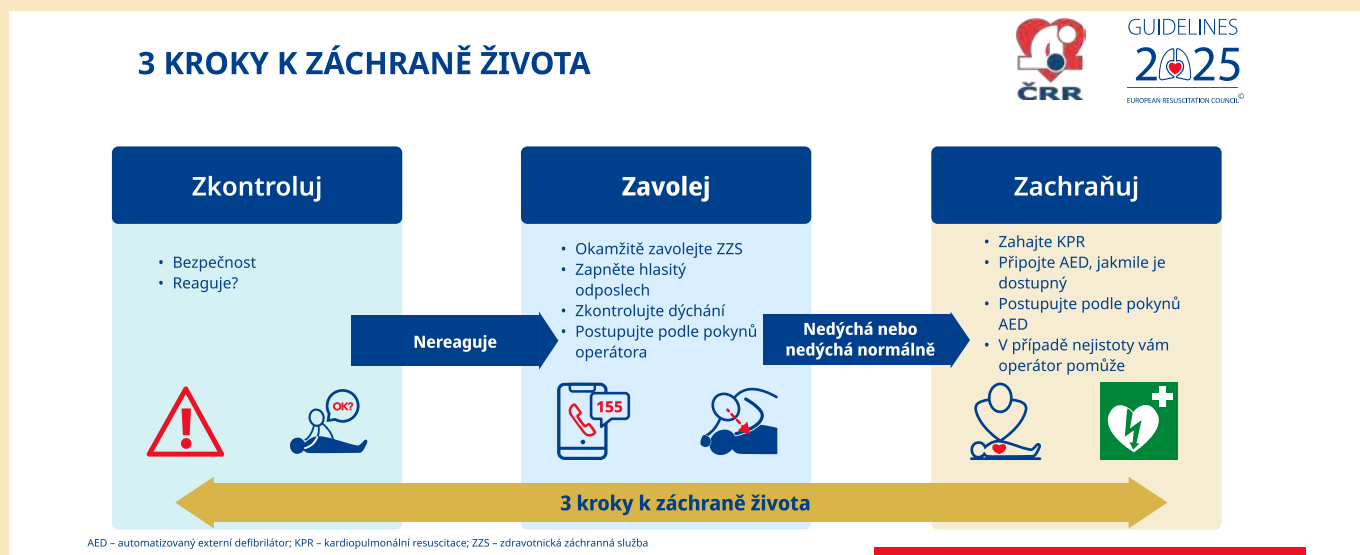 3 KROKY K ZÁCHRANĚ ŽIVOTA
ČRR
GUIDELINES
2025
EUROPEAN RESUSCITATION COUNCIL©
Zkontroluj
• Bezpečnost
• Reaguje?
OK?
Nereaguje
Zavolej
• Okamžitě zavolejte ZZS
• Zapněte hlasitý
odposlech
• Zkontrolujte dýchání
• Postupujte podle pokynů
operátora
155
Nedýchá nebo
nedýchá normálně
Zachraňuj
• Zahajte KPR
• Připojte AED, jakmile je
dostupný
• Postupujte podle pokynů
AED
• V případě nejistoty vám
operátor pomůže
3 kroky k záchraně života
AED – automatizovaný externí defibrilátor; KPR – kardiopulmonální resuscitace; ZZS – zdravotnická záchranná služba